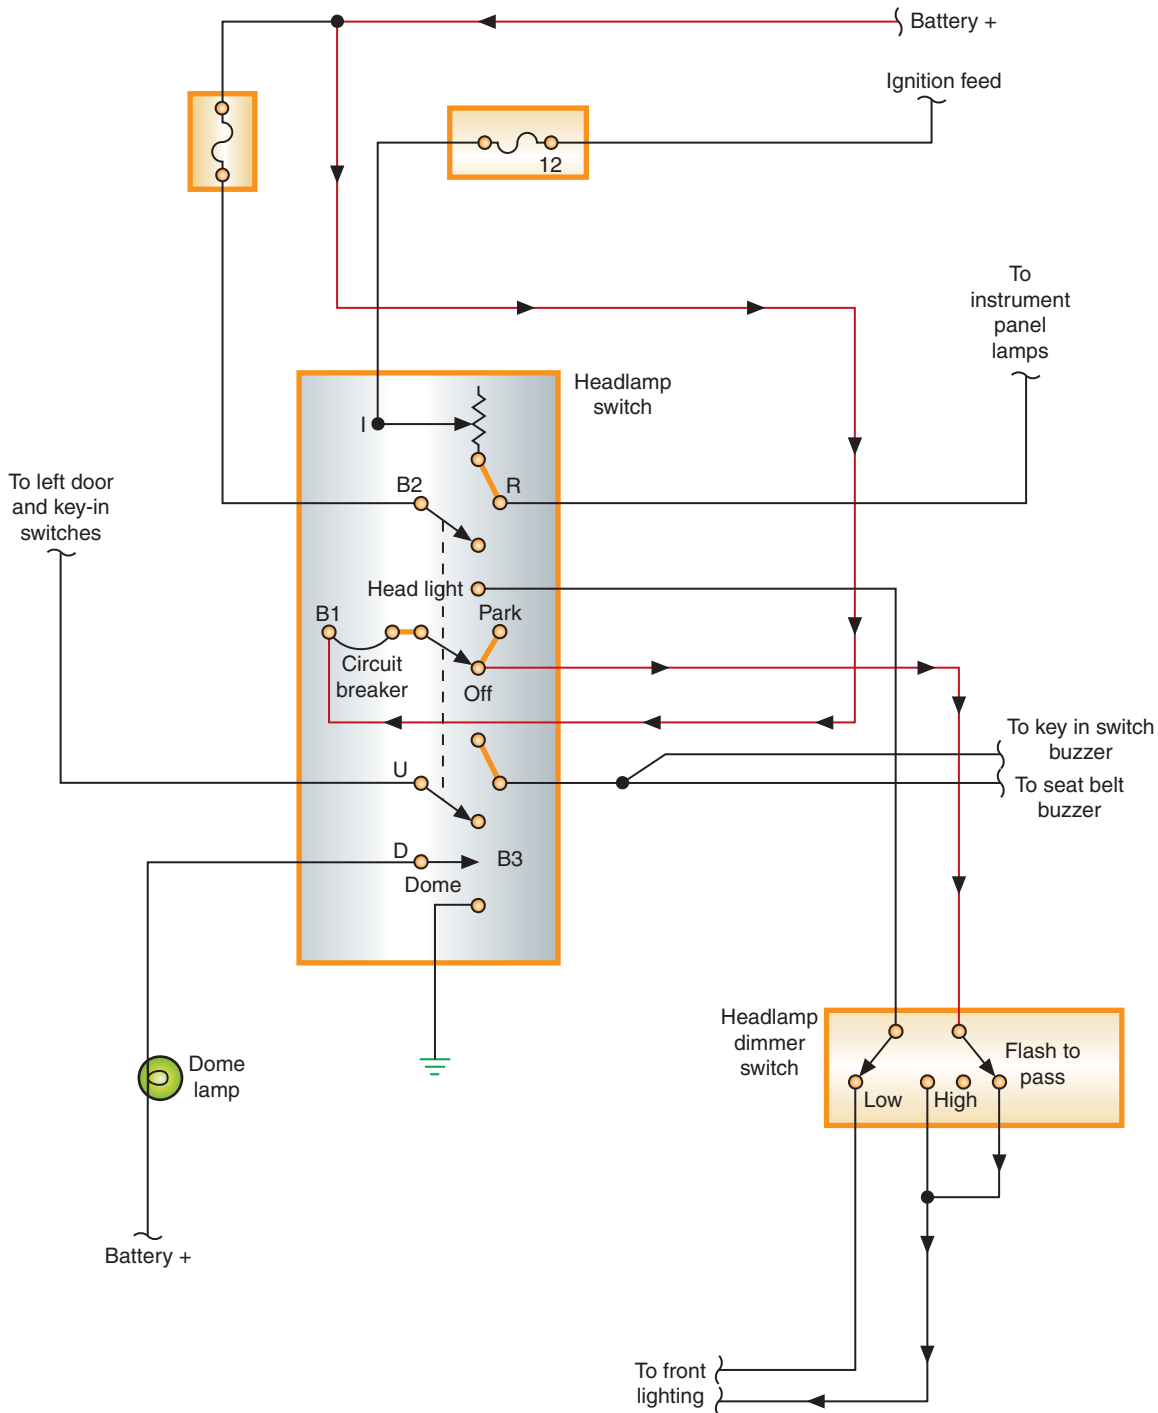 Battery +
Ignition feed
12
To
instrument
panel
lamps
Headlamp
switch
I
To left door
and key-in
switches
B2
R
Head light
B1
Park
Circuit
breaker
Off
To key in switch
buzzer
U
To seat belt
buzzer
D
B3
Dome
Headlamp
dimmer
switch
Flash to
pass
Dome
lamp
Low
High
Battery +
To front
lighting